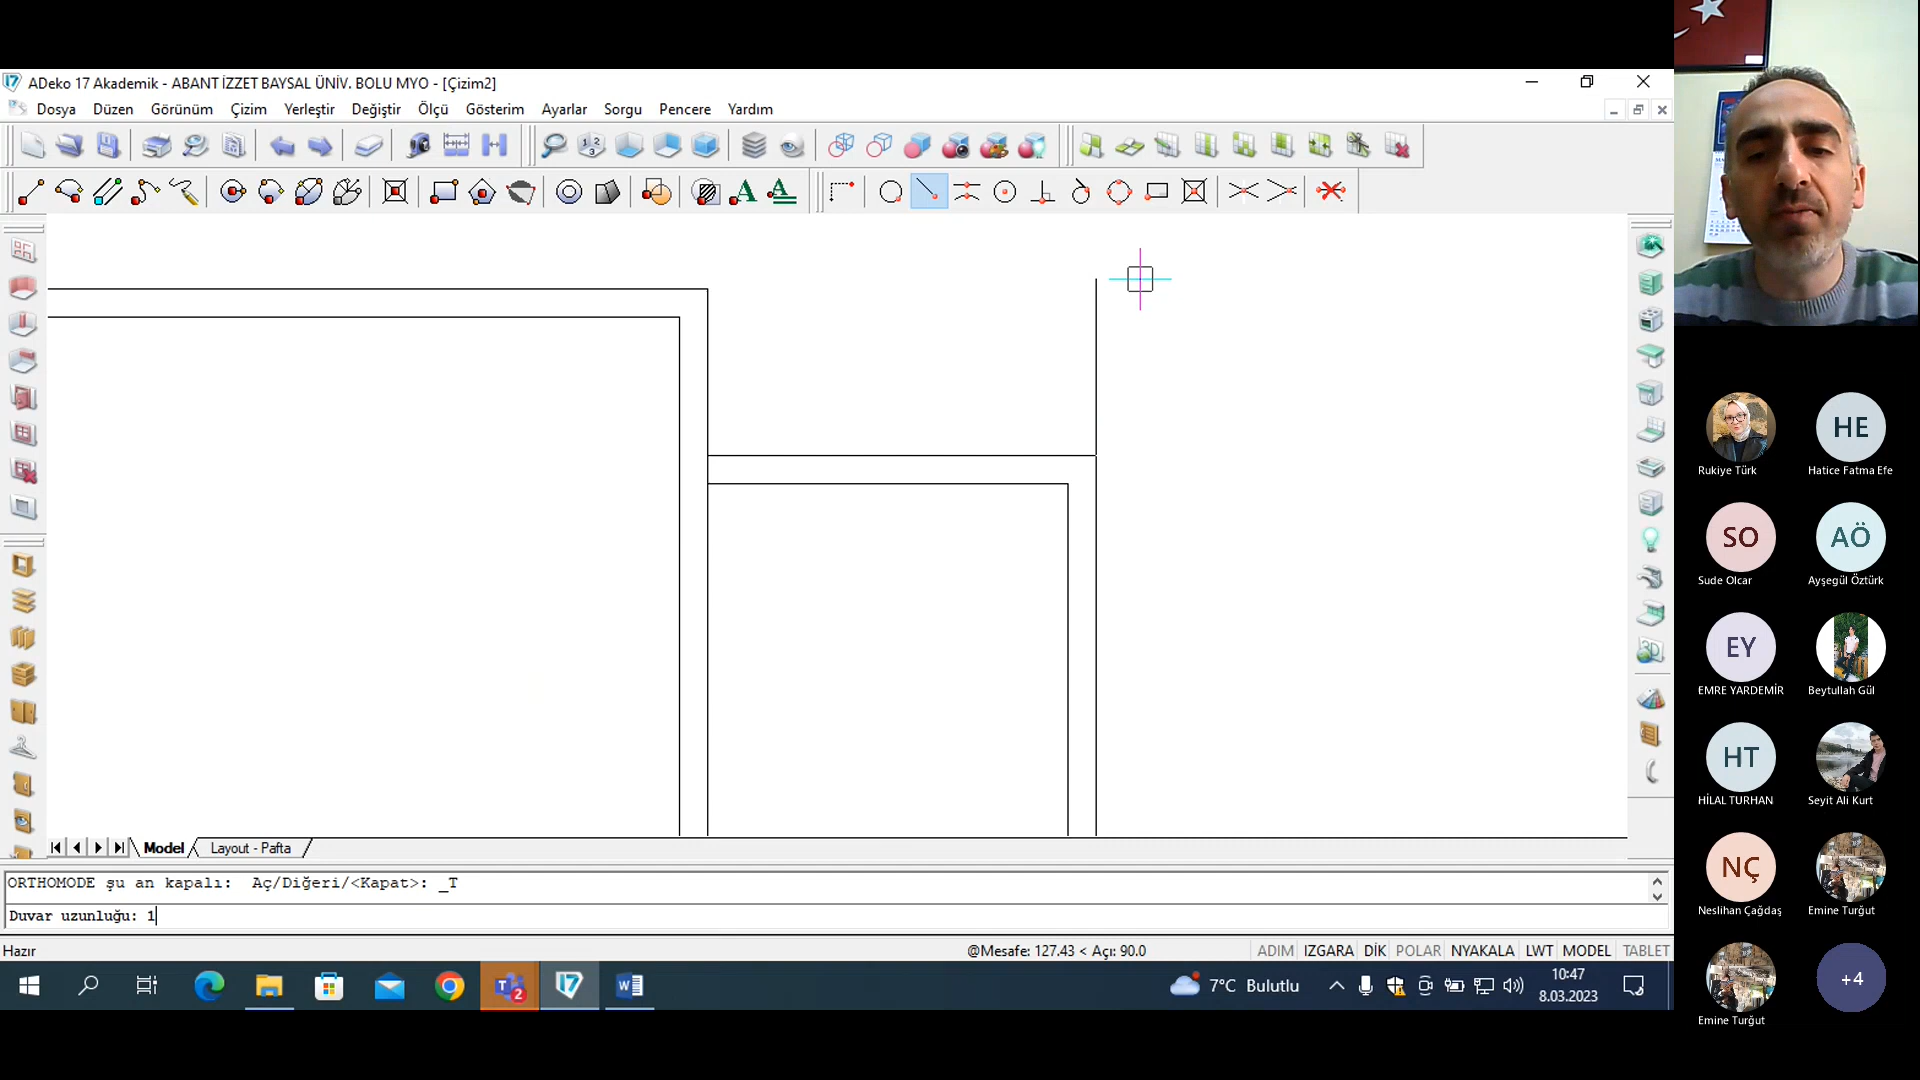 ADeko 17 Akademik - ABANT İZZET BAYSAL ÜNİV. BOLU MYO - [Çizim2]
Dosya Düzen Görünüm Çizim Yerleştir Değiştir Ölçü Gösterim Ayarlar Sorgu Pencere Yardım
Model Layout - Pafta
ORTHOMODE şu an kapalı: Aç/Diğeri/<Kapat>: _T
Duvar uzunluğu: 1
Hazır
@Mesafe: 127.43 < Açı: 90.0
ADIM IZGARA DİK POLAR NYAKALA LWT MODEL TABLET
7°C Bulutlu
10:47
8.03.2023
HE
Rukiye Türk
Hatice Fatma Efe
SO
AÖ
Sude Olcar
Ayşegül Öztürk
EY
EMRE YARDEMİR
Beytullah Gül
HT
HİLAL TURHAN
Seyit Ali Kurt
NÇ
Neslihan Çağdaş
Emine Turğut
+4
Emine Turğut